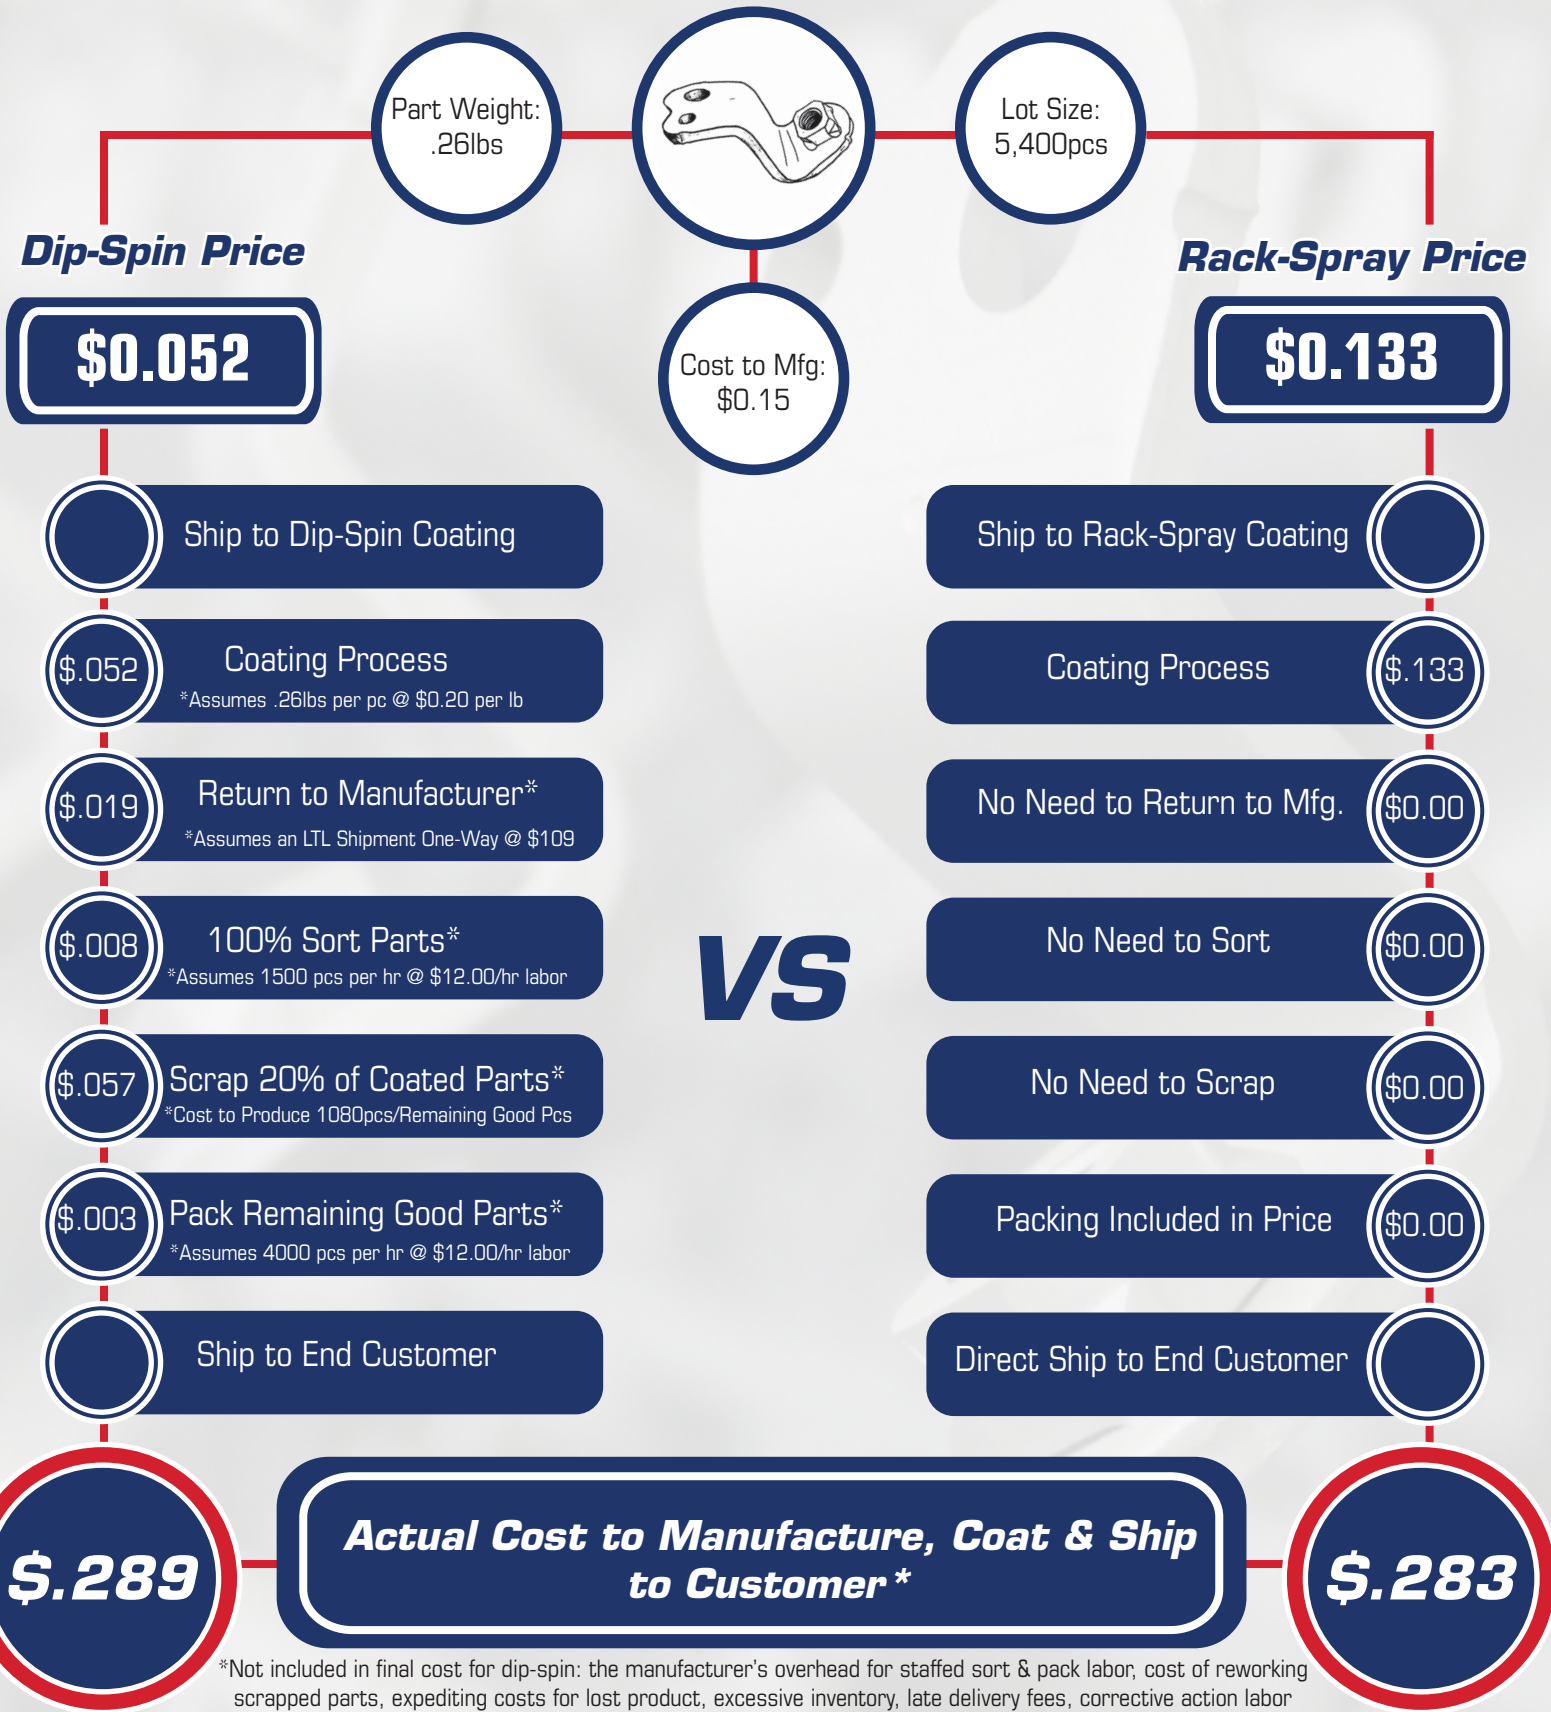 Part Weight:
.26lbs
Lot Size:
5,400pcs
Cost to Mfg:
$0.15
Dip-Spin Price
$0.052
Ship to Dip-Spin Coating
$.052
Coating Process
*Assumes .26lbs per pc @ $0.20 per lb
$.019
Return to Manufacturer*
*Assumes an LTL Shipment One-Way @ $109
$.008
100% Sort Parts*
*Assumes 1500 pcs per hr @ $12.00/hr labor
$.057
Scrap 20% of Coated Parts*
*Cost to Produce 1080pcs/Remaining Good Pcs
$.003
Pack Remaining Good Parts*
*Assumes 4000 pcs per hr @ $12.00/hr labor
Ship to End Customer
$.289
VS
Rack-Spray Price
$0.133
Ship to Rack-Spray Coating
Coating Process
$.133
No Need to Return to Mfg.
$0.00
No Need to Sort
$0.00
No Need to Scrap
$0.00
Packing Included in Price
$0.00
Direct Ship to End Customer
$.283
Actual Cost to Manufacture, Coat & Ship
to Customer*
*Not included in final cost for dip-spin: the manufacturer's overhead for staffed sort & pack labor, cost of reworking
scrapped parts, expediting costs for lost product, excessive inventory, late delivery fees, corrective action labor